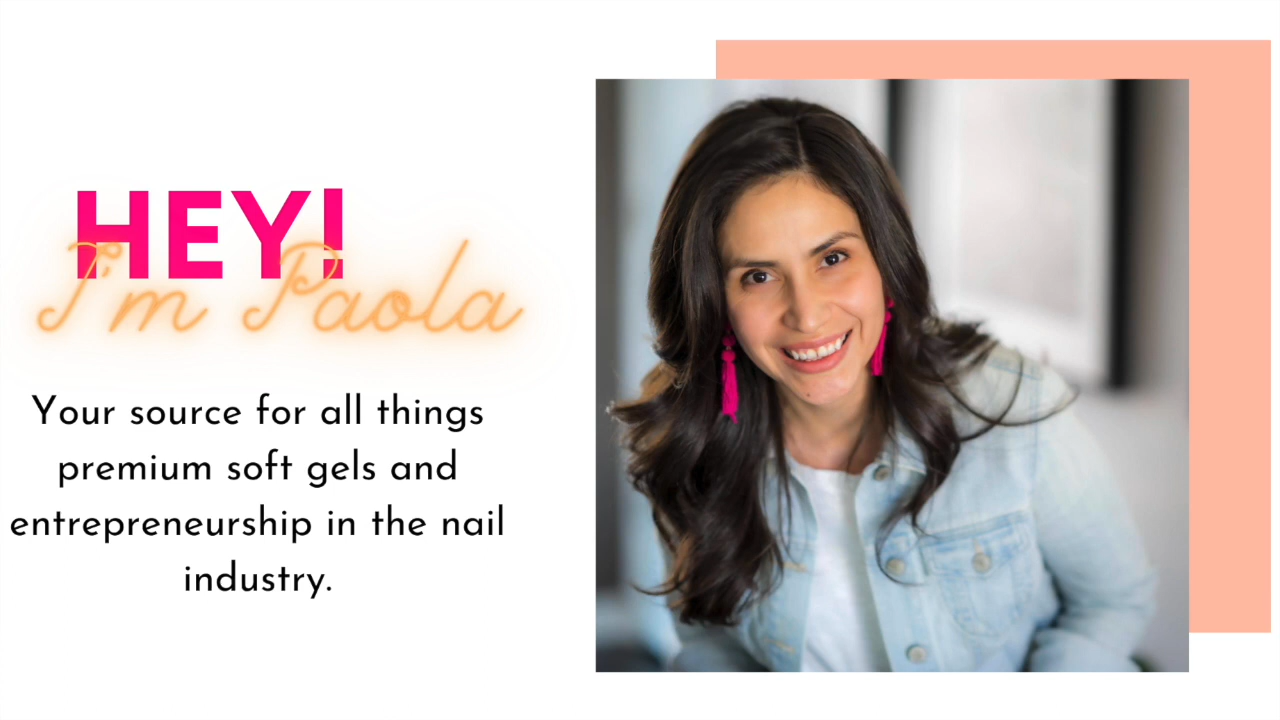 HEY!
I'm Paola
Your source for all things
premium soft gels and
entrepreneurship in the nail
industry.